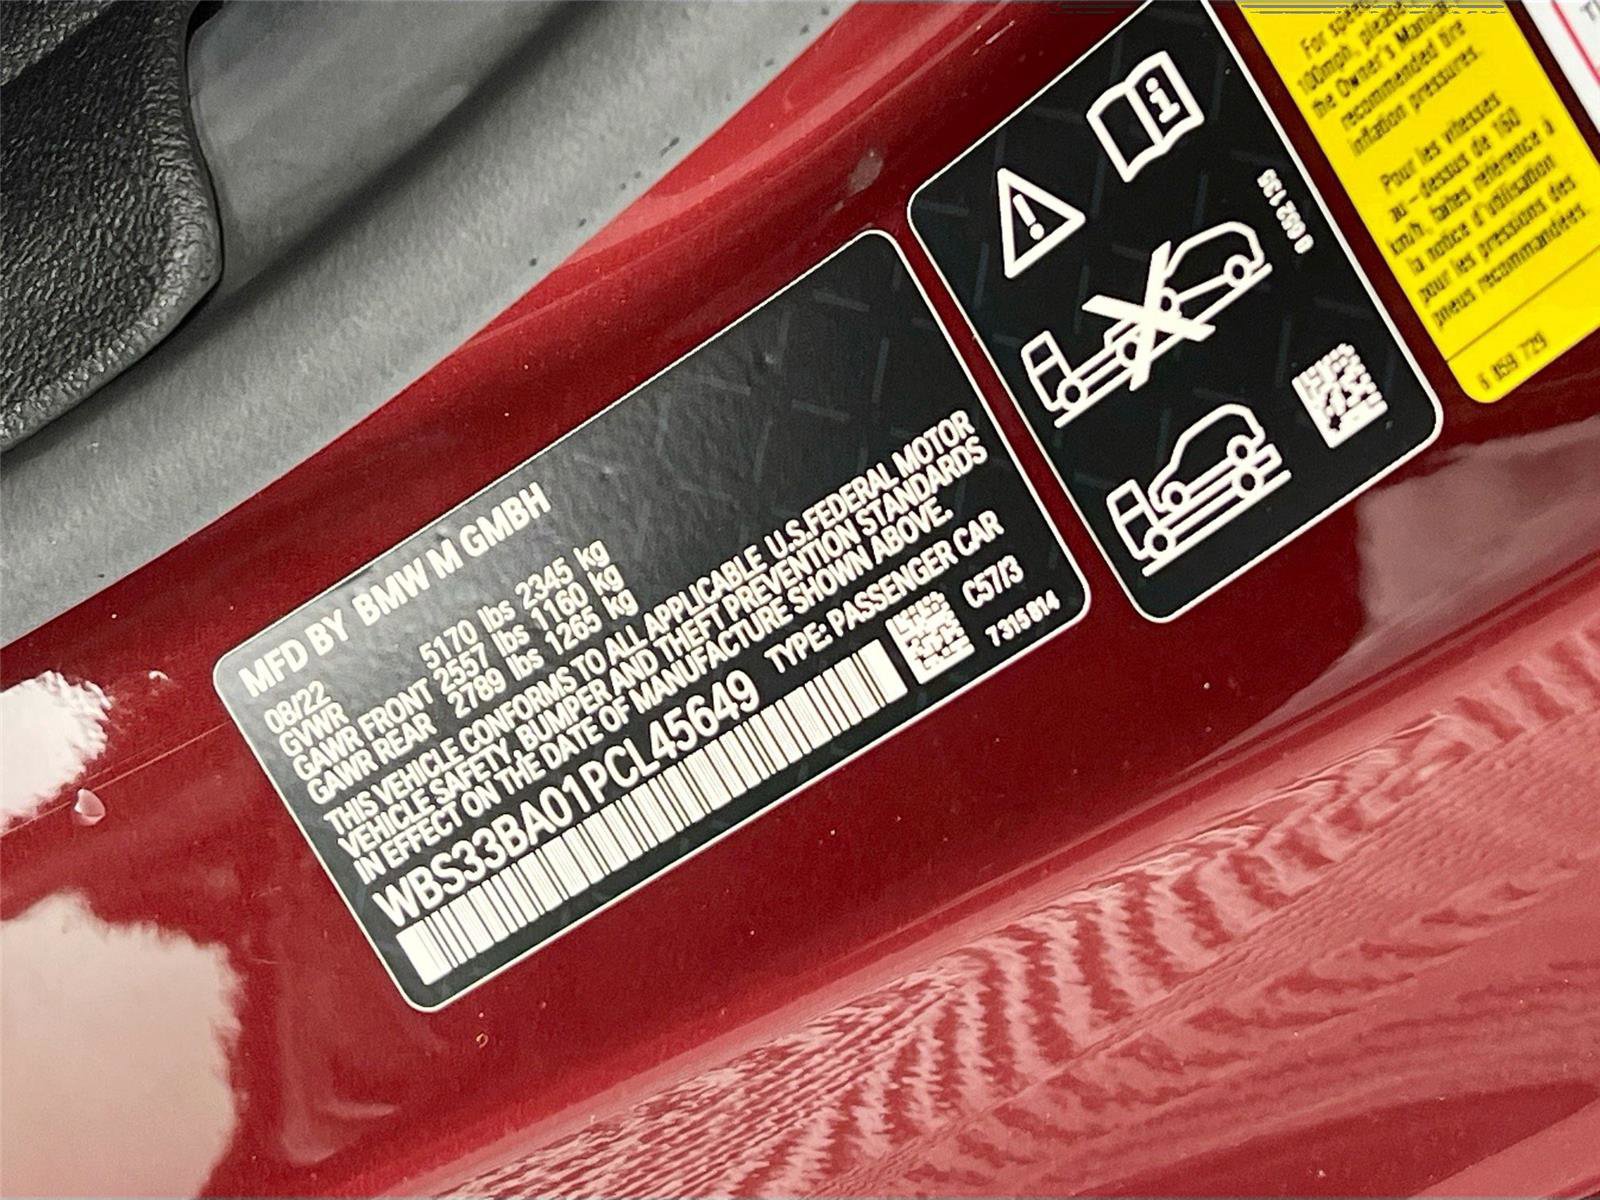 MFD BY BMW M GMBH
08/22
GVWR 5170 lbs 2345 kg
GAWR FRONT 2557 lbs 1160 kg
GAWR REAR 2789 lbs 1265 kg
THIS VEHICLE CONFORMS TO ALL APPLICABLE U.S.FEDERAL MOTOR
VEHICLE SAFETY, BUMPER AND THEFT PREVENTION STANDARDS
IN EFFECT ON THE DATE OF MANUFACTURE SHOWN ABOVE.
WBS33BA01PCL45649
TYPE: PASSENGER CAR
C57/3
7 315 814
For
100mph, please
the Owner's Manual
recommended tire
inflation pressures.
Pour les vitesses
au-dessus de 160
km/h, faites référence à
la notice d'utilisation
pour les pressions des
pneus recommandées.
6 859 729